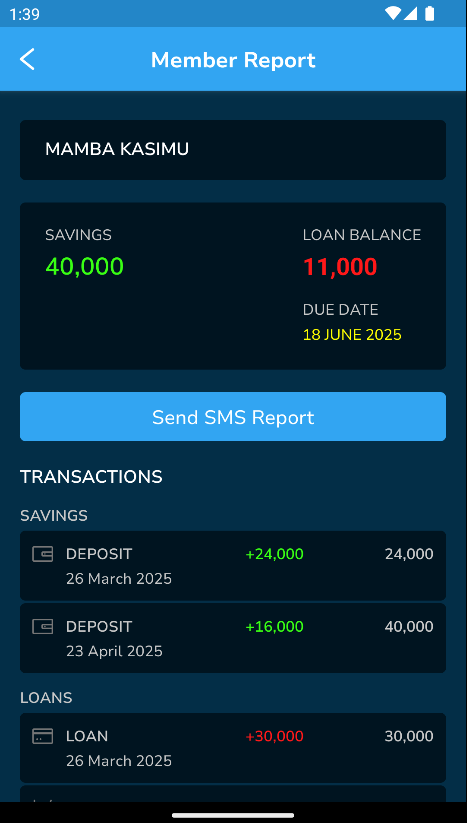 1:39
Member Report
MAMBA KASIMU
SAVINGS LOAN BALANCE
40,000 11,000
DUE DATE
18 JUNE 2025
Send SMS Report
TRANSACTIONS
SAVINGS
DEPOSIT +24,000 24,000
26 March 2025
DEPOSIT +16,000 40,000
23 April 2025
LOANS
LOAN +30,000 30,000
26 March 2025